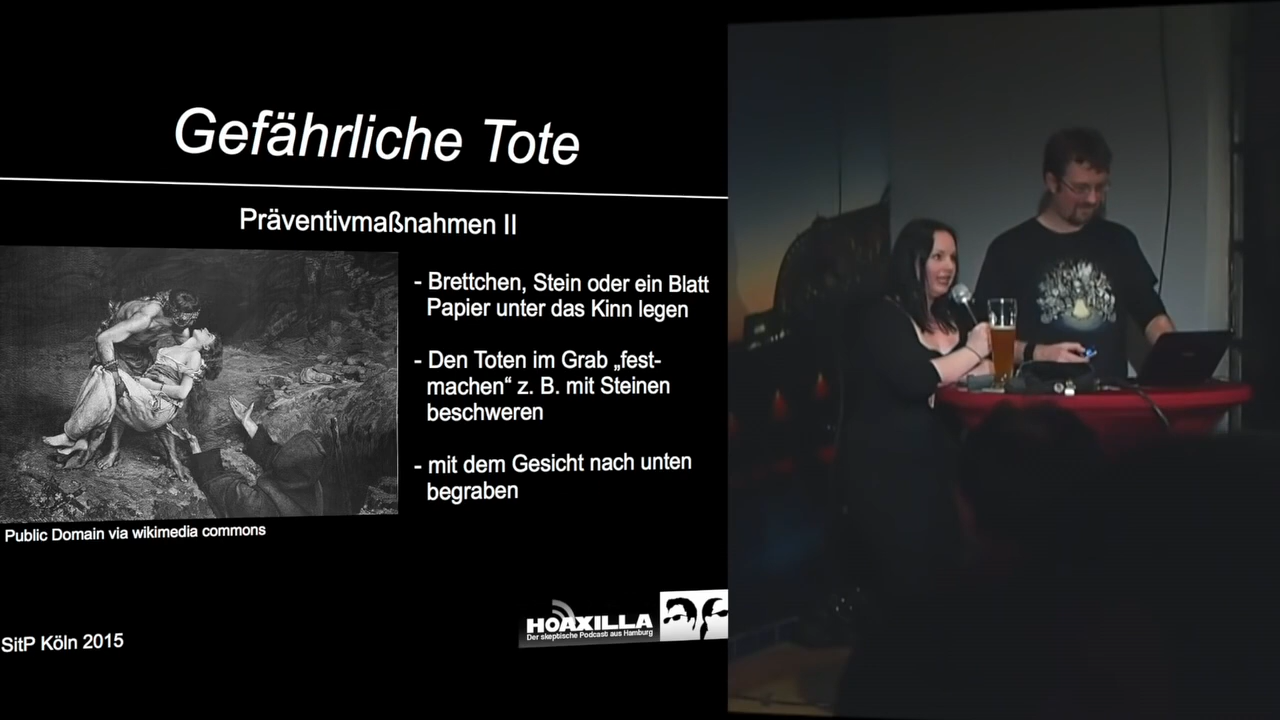 Gefährliche Tote
Präventivmaßnahmen II
- Brettchen, Stein oder ein Blatt
Papier unter das Kinn legen
- Den Toten im Grab „fest-
machen“ z. B. mit Steinen
beschweren
- mit dem Gesicht nach unten
begraben
Public Domain via wikimedia commons
SitP Köln 2015
HOAXILLA
Der skeptische Podcast aus Hamburg